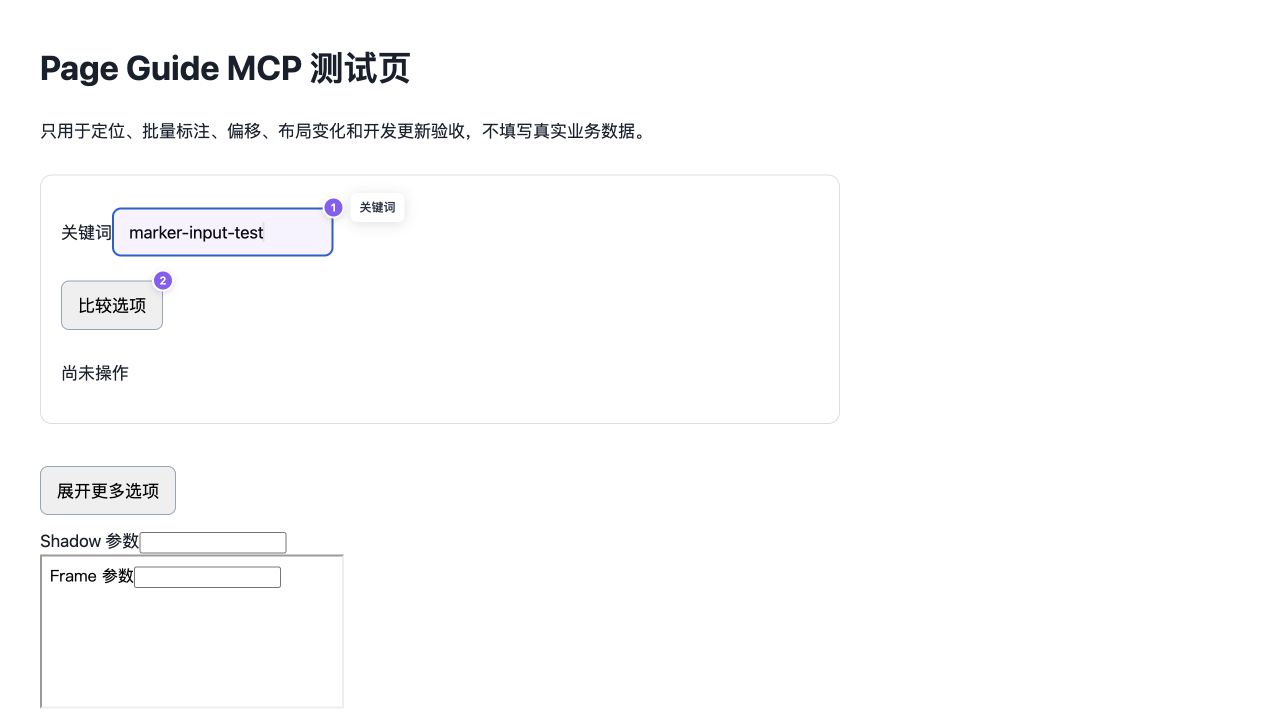 Page Guide MCP 测试页
只用于定位、批量标注、偏移、布局变化和开发更新验收，不填写真实业务数据。
关键词 marker-input-test 1 关键词
2
比较选项
尚未操作
展开更多选项
Shadow 参数
Frame 参数